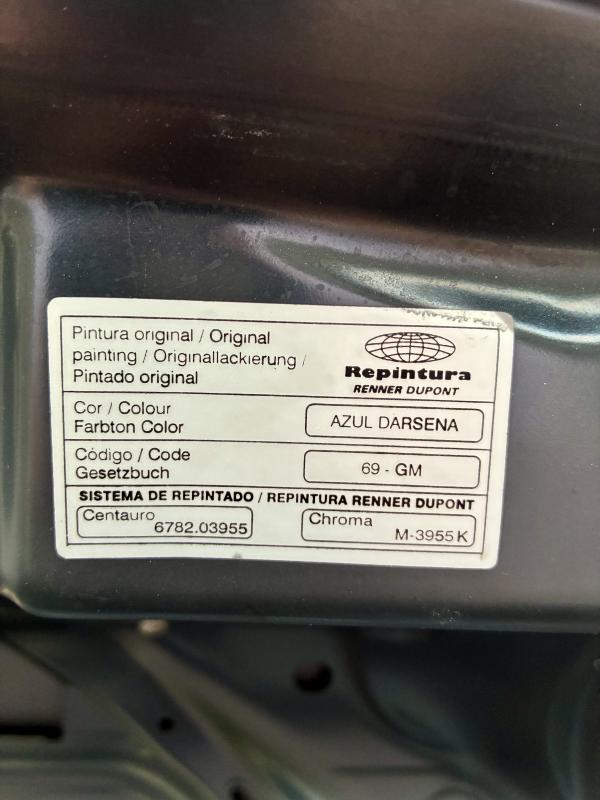 Pintura original / Original
painting / Originallackierung /
Pintado original
Repintura
RENNER DUPONT
Cor / Colour
Farbton Color
AZUL DARSENA
Código / Code
Gesetzbuch
69 - GM
SISTEMA DE REPINTADO / REPINTURA RENNER DUPONT
Centauro
6782.03955
Chroma
M-3955 K